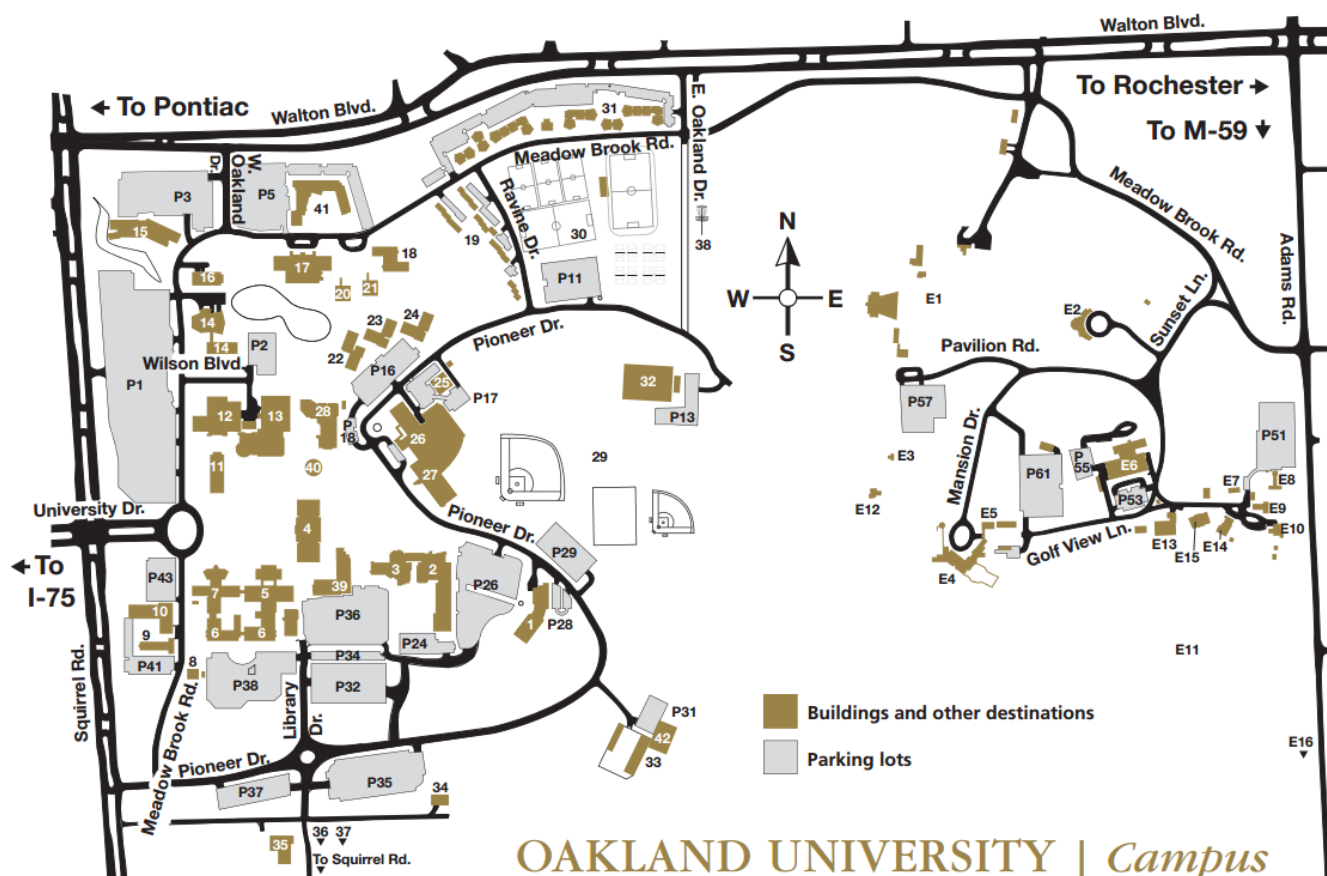 Walton Blvd.
← To Pontiac
Walton Blvd.
E. Oakland Dr.
To Rochester →
To M-59 ↓
31
Meadow Brook Rd.
W. Oakland Dr.
P3
P5
41
15
Ravine Dr.
19
30
38
Meadow Brook Rd.
Adams Rd.
18
17
16
20
21
P11
N
W
E
S
E1
E2
Sunset Ln.
14
14
24
23
22
P2
Wilson Blvd.
P1
P16
Pioneer Dr.
25
P17
32
P13
Pavilion Rd.
P57
12
13
28
P
18
26
27
11
40
29
E3
E12
Mansion Dr.
P61
P
55
E6
P53
P51
E7
E8
E9
E10
E5
E4
Golf View Ln.
E13
E15
E14
University Dr.
4
Pioneer Dr.
P29
← To
I-75
P43
7
5
39
3
2
P26
P36
10
9
6
6
1
P28
P24
P41
8
P34
P38
P32
E11
Squirrel Rd.
Meadow Brook Rd.
Library Dr.
P31
42
33
Buildings and other destinations
Parking lots
E16
Pioneer Dr.
P37
P35
34
35
36
37
To Squirrel Rd.
OAKLAND UNIVERSITY | Campus